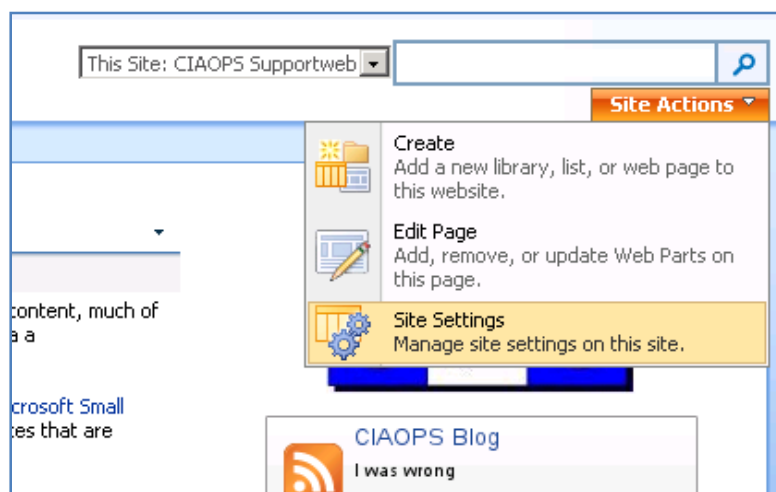 This Site: CIAOPS Supportweb
Site Actions
Create
Add a new library, list, or web page to
this website.
Edit Page
Add, remove, or update Web Parts on
this page.
Site Settings
Manage site settings on this site.
content, much of
a a
crosoft Small
es that are
CIAOPS Blog
I was wrong